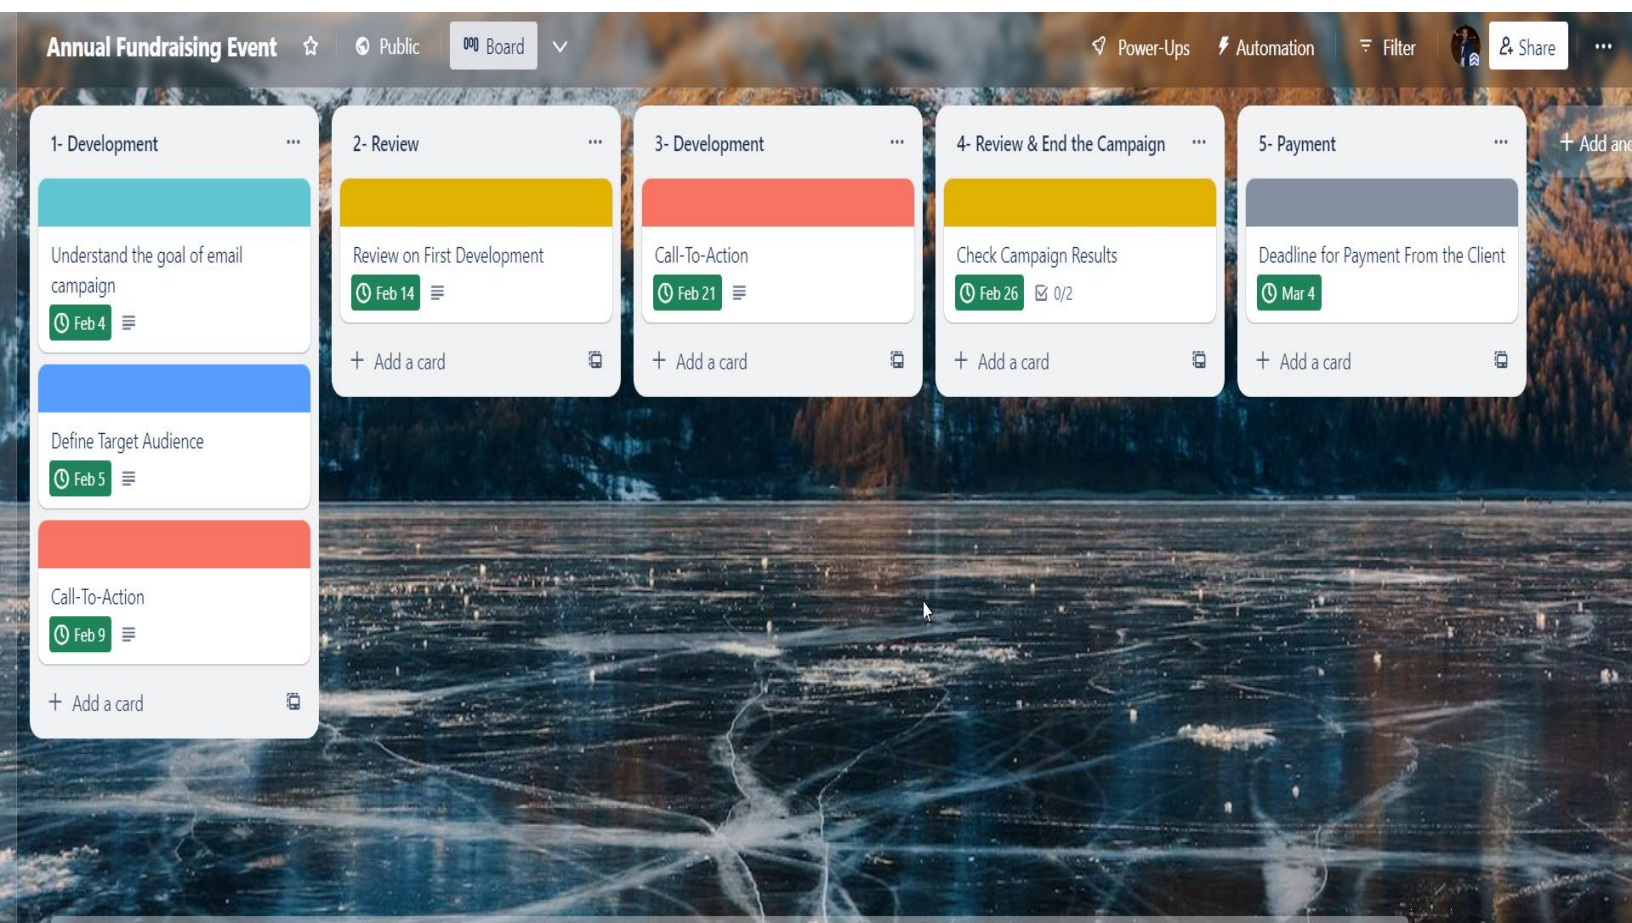 Annual Fundraising Event
Public
Board
Power-Ups
Automation
Filter
Share
1- Development
Understand the goal of email
campaign
Feb 4
Define Target Audience
Feb 5
Call-To-Action
Feb 9
+ Add a card
2- Review
Review on First Development
Feb 14
+ Add a card
3- Development
Call-To-Action
Feb 21
+ Add a card
4- Review & End the Campaign
Check Campaign Results
Feb 26 0/2
+ Add a card
5- Payment
Deadline for Payment From the Client
Mar 4
+ Add a card
+ Add